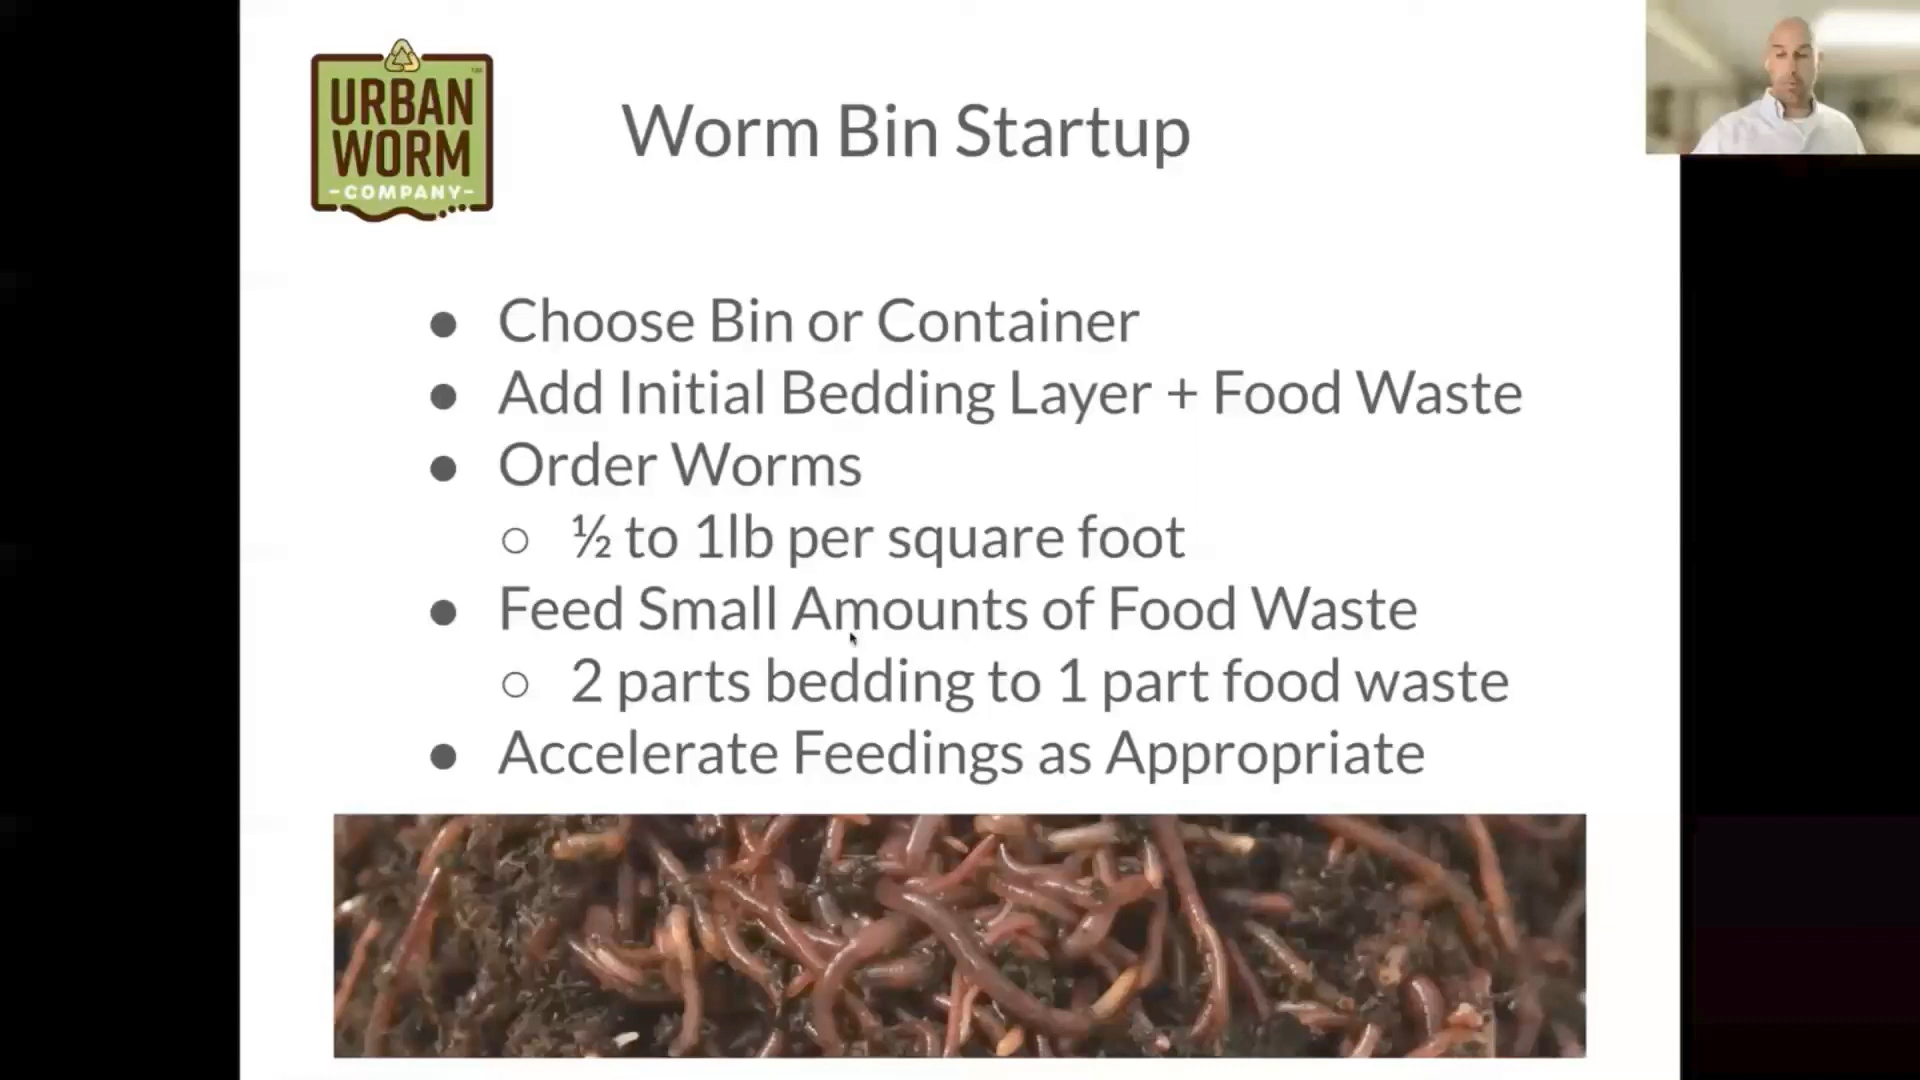 URBAN
WORM
-COMPANY-
Worm Bin Startup
● Choose Bin or Container
● Add Initial Bedding Layer + Food Waste
● Order Worms
○ ½ to 1lb per square foot
● Feed Small Amounts of Food Waste
○ 2 parts bedding to 1 part food waste
● Accelerate Feedings as Appropriate